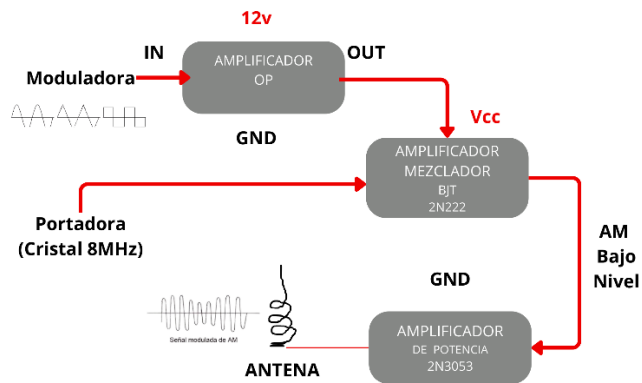 12v
IN
AMPLIFICADOR
OP
OUT
Moduladora
GND
Vcc
AMPLIFICADOR
MEZCLADOR
BJT
2N222
Portadora
(Cristal 8MHz)
AM
Bajo
Nivel
GND
Señal modulada de AM
ANTENA
AMPLIFICADOR
DE POTENCIA
2N3053